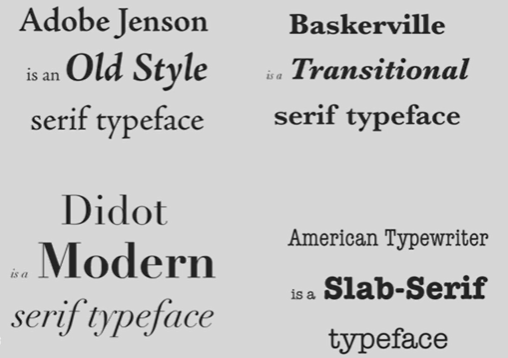 Adobe Jenson
is an Old Style
serif typeface
Baskerville
is a Transitional
serif typeface
Didot
is a Modern
serif typeface
American Typewriter
is a Slab-Serif
typeface